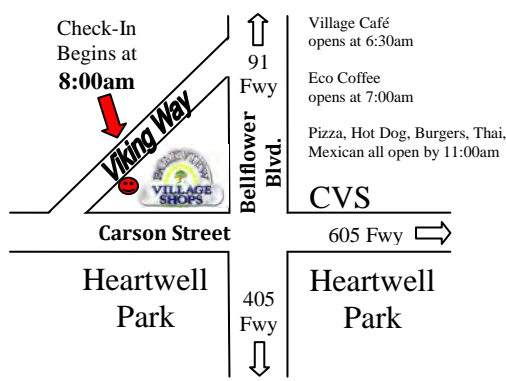 Check-In
Begins at
8:00am
Viking Way
PARKVIEW
VILLAGE
SHOPS
91
Fwy
Bellflower
Blvd.
Village Café
opens at 6:30am
Eco Coffee
opens at 7:00am
Pizza, Hot Dog, Burgers, Thai,
Mexican all open by 11:00am
CVS
Carson Street
605 Fwy
Heartwell
Park
405
Fwy
Heartwell
Park